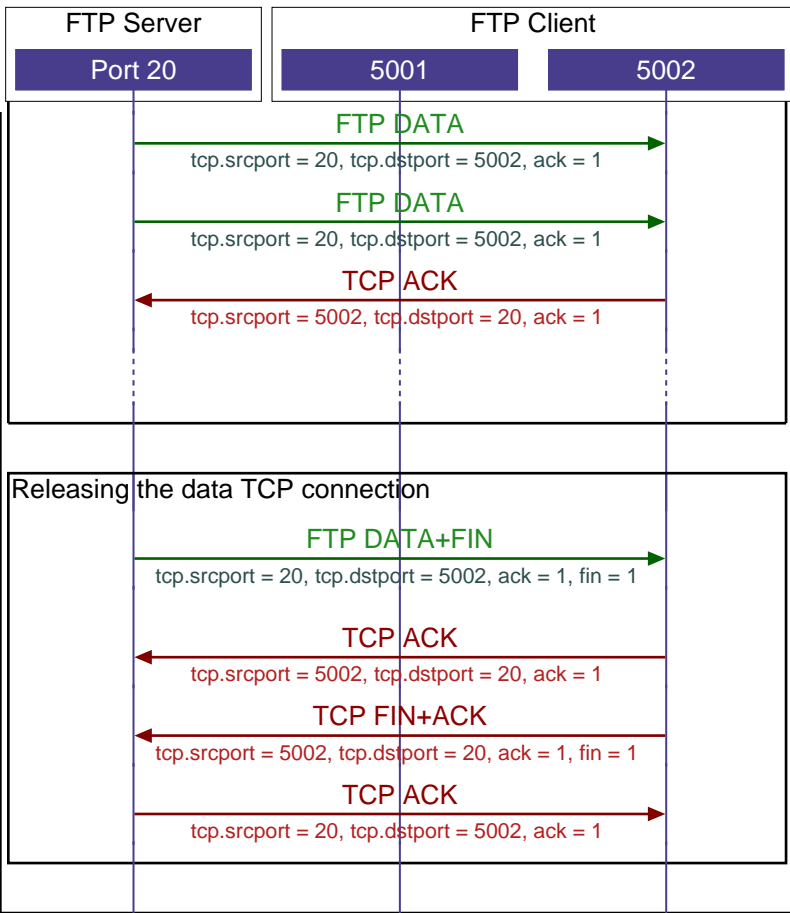 FTP Server
FTP Client
Port 20
5001
5002
FTP DATA
tcp.srcport = 20, tcp.dstport = 5002, ack = 1
FTP DATA
tcp.srcport = 20, tcp.dstport = 5002, ack = 1
TCP ACK
tcp.srcport = 5002, tcp.dstport = 20, ack = 1
Releasing the data TCP connection
FTP DATA+FIN
tcp.srcport = 20, tcp.dstport = 5002, ack = 1, fin = 1
TCP ACK
tcp.srcport = 5002, tcp.dstport = 20, ack = 1
TCP FIN+ACK
tcp.srcport = 5002, tcp.dstport = 20, ack = 1, fin = 1
TCP ACK
tcp.srcport = 20, tcp.dstport = 5002, ack = 1